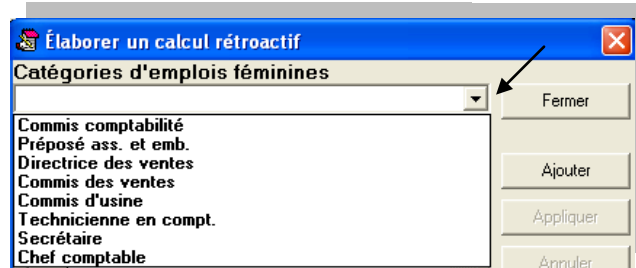 Élaborer un calcul rétroactif
Catégories d'emplois féminines
Fermer
Commis comptabilité
Préposé ass. et emb.
Directrice des ventes
Ajouter
Commis des ventes
Commis d'usine
Technicienne en compt.
Appliquer
Secrétaire
Chef comptable
Annuler